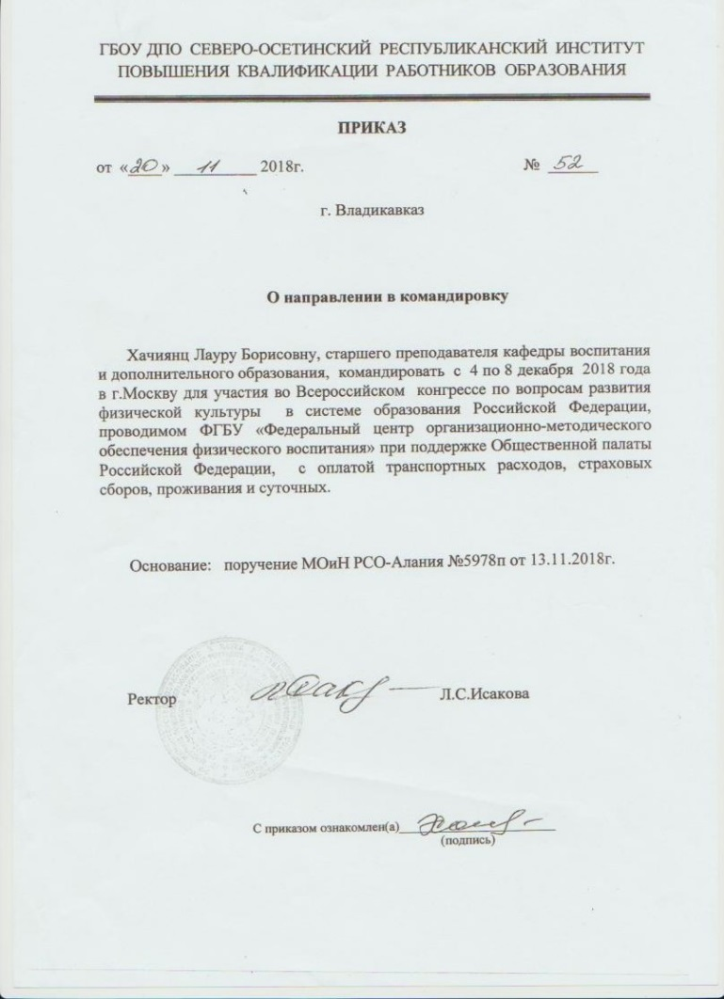 ГБОУ ДПО СЕВЕРО-ОСЕТИНСКИЙ РЕСПУБЛИКАНСКИЙ ИНСТИТУТ
ПОВЫШЕНИЯ КВАЛИФИКАЦИИ РАБОТНИКОВ ОБРАЗОВАНИЯ
ПРИКАЗ
от «20» 11 2018г. № 52
г. Владикавказ
О направлении в командировку
Хачиянц Лауру Борисовну, старшего преподавателя кафедры воспитания
и дополнительного образования, командировать с 4 по 8 декабря 2018 года
в г.Москву для участия во Всероссийском конгрессе по вопросам развития
физической культуры в системе образования Российской Федерации,
проводимом ФГБУ «Федеральный центр организационно-методического
обеспечения физического воспитания» при поддержке Общественной палаты
Российской Федерации, с оплатой транспортных расходов, страховых
сборов, проживания и суточных.
Основание: поручение МОиН РСО-Алания №5978п от 13.11.2018г.
Ректор Л.С.Исакова
С приказом ознакомлен(а)
(подпись)